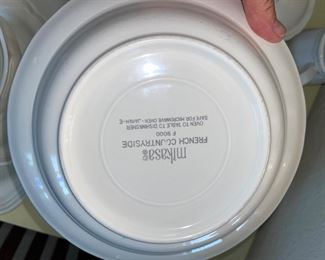 mikasa
FRENCH COUNTRYSIDE
F 9000
OVEN TO TABLE TO DISHWASHER
SAFE FOR MICROWAVE OVEN - JAPAN